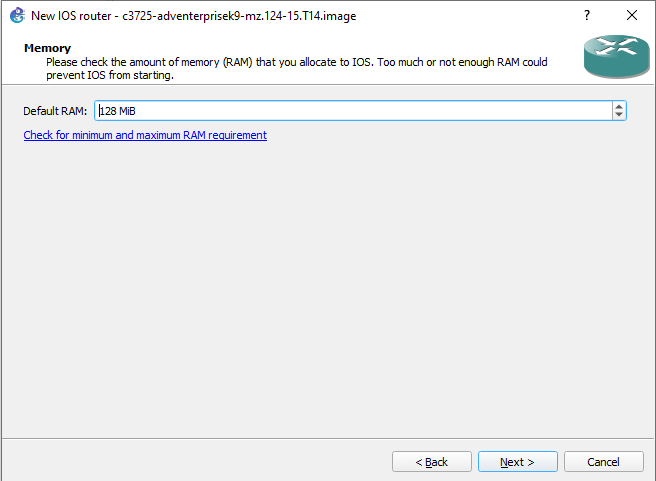 New IOS router - c3725-adventerprisek9-mz.124-15.T14.image
?
Memory
Please check the amount of memory (RAM) that you allocate to IOS. Too much or not enough RAM could
prevent IOS from starting.
Default RAM: 128 MiB
Check for minimum and maximum RAM requirement
< Back Next > Cancel